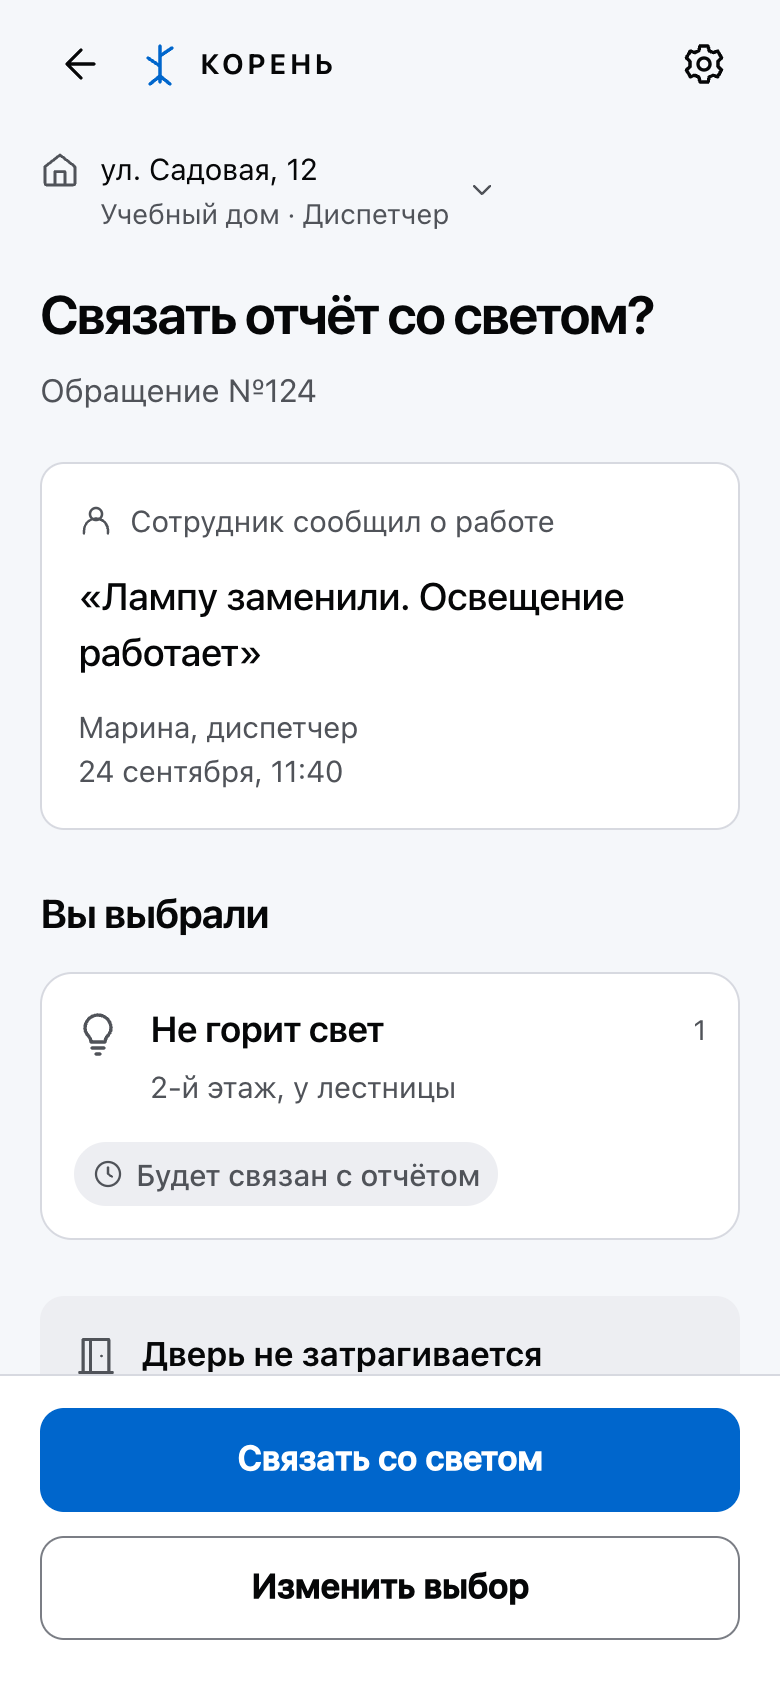 КОРЕНЬ
ул. Садовая, 12
Учебный дом · Диспетчер
Связать отчёт со светом?
Обращение №124
Сотрудник сообщил о работе
«Лампу заменили. Освещение
работает»
Марина, диспетчер
24 сентября, 11:40
Вы выбрали
Не горит свет
1
2-й этаж, у лестницы
Будет связан с отчётом
Дверь не затрагивается
Связать со светом
Изменить выбор